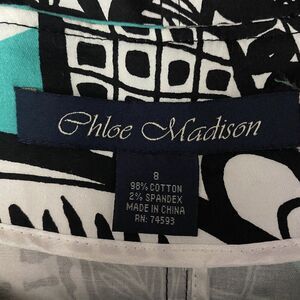 Chloe Madison
8
98% COTTON
2% SPANDEX
MADE IN CHINA
RN: 74593